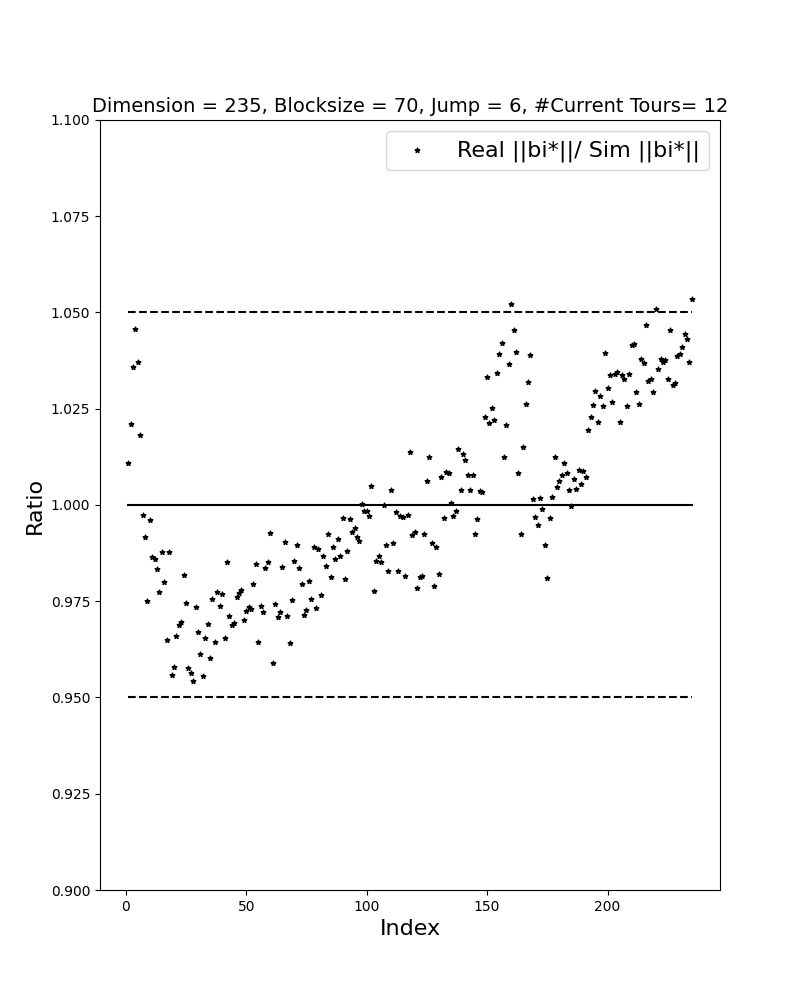 Dimension = 235, Blocksize = 70, Jump = 6, #Current Tours= 12
1.100
Real ||bi*||/ Sim ||bi*||
1.075
1.050
1.025
1.000
Ratio
0.975
0.950
0.925
0.900
0 50 100 150 200
Index